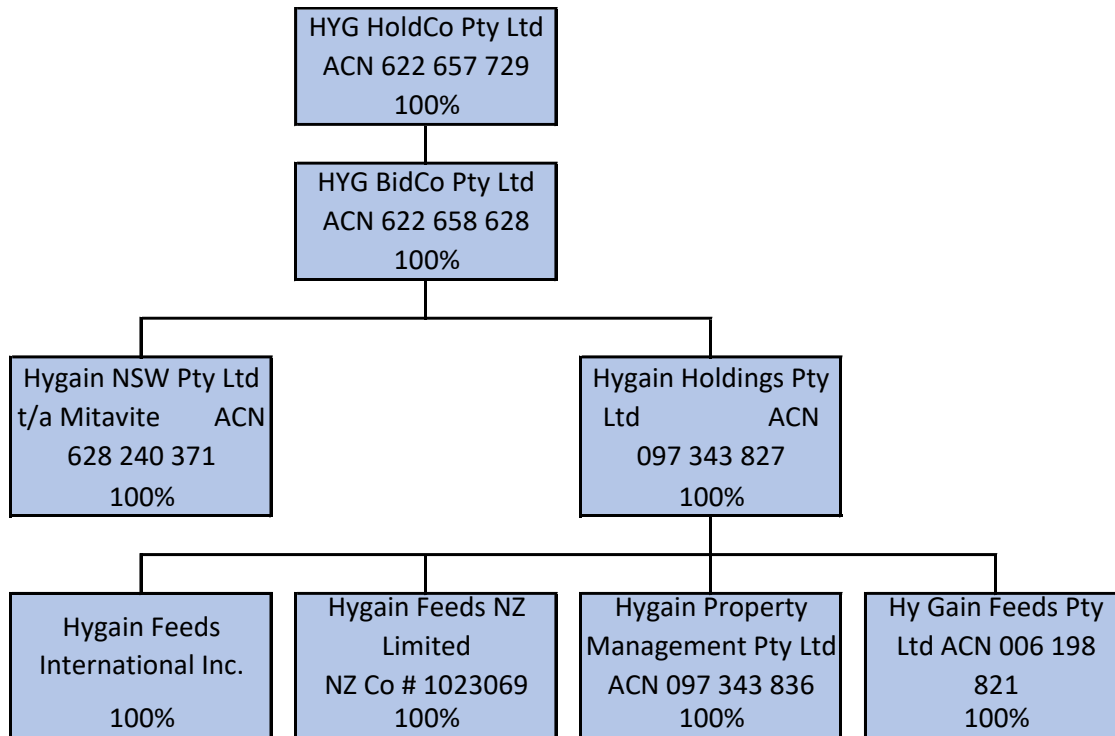 HYG HoldCo Pty Ltd
ACN 622 657 729
100%
HYG BidCo Pty Ltd
ACN 622 658 628
100%
Hygain NSW Pty Ltd
t/a Mitavite ACN
628 240 371
100%
Hygain Holdings Pty
Ltd ACN
097 343 827
100%
Hygain Feeds
International Inc.
100%
Hygain Feeds NZ
Limited
NZ Co # 1023069
100%
Hygain Property
Management Pty Ltd
ACN 097 343 836
100%
Hy Gain Feeds Pty
Ltd ACN 006 198
821
100%